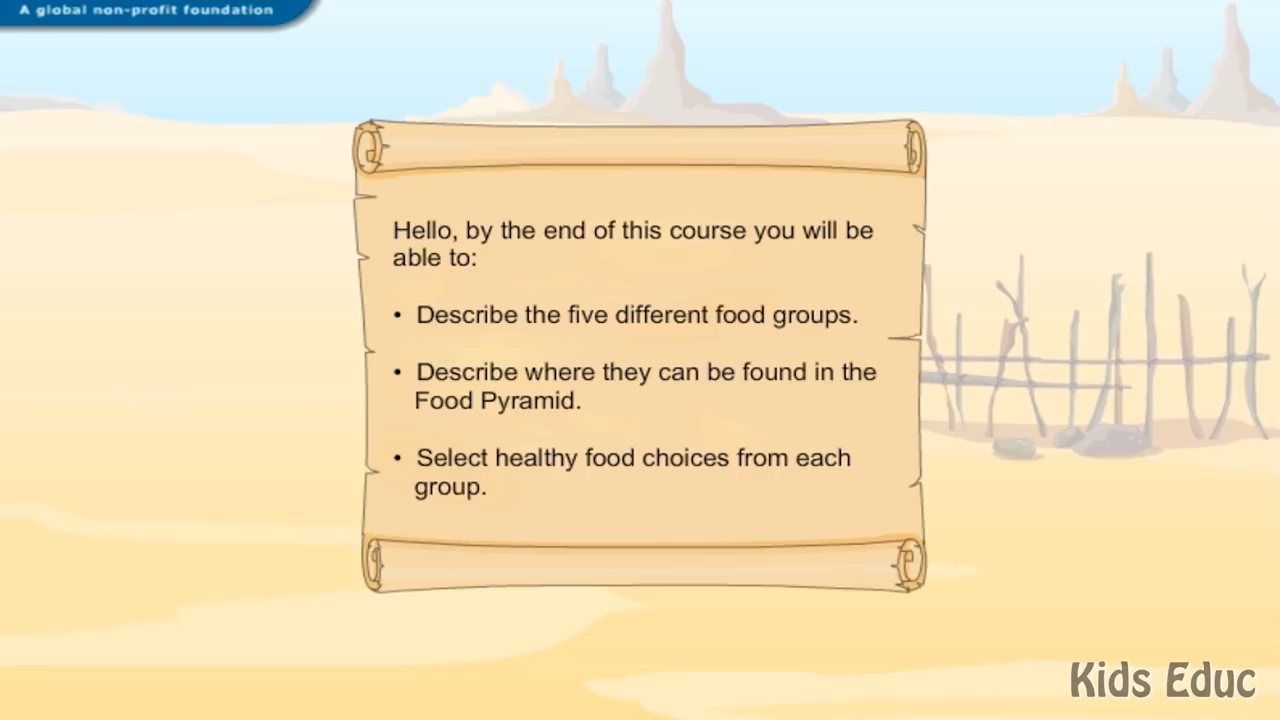 A global non-profit foundation
Hello, by the end of this course you will be
able to:
• Describe the five different food groups.
• Describe where they can be found in the
Food Pyramid.
• Select healthy food choices from each
group.
Kids Educ